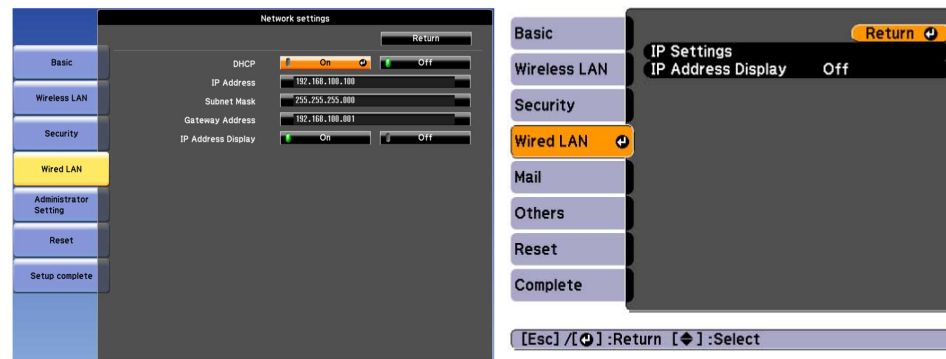 Network settings
Return
Basic
Wireless LAN
Security
Wired LAN
Administrator
Setting
Reset
Setup complete
DHCP On Off
IP Address 192.168.100.100
Subnet Mask 255.255.255.000
Gateway Address 192.168.100.001
IP Address Display On Off
Basic
Wireless LAN
Security
Wired LAN
Mail
Others
Reset
Complete
Return
IP Settings
IP Address Display Off
[Esc] /[ ] :Return [ ] :Select